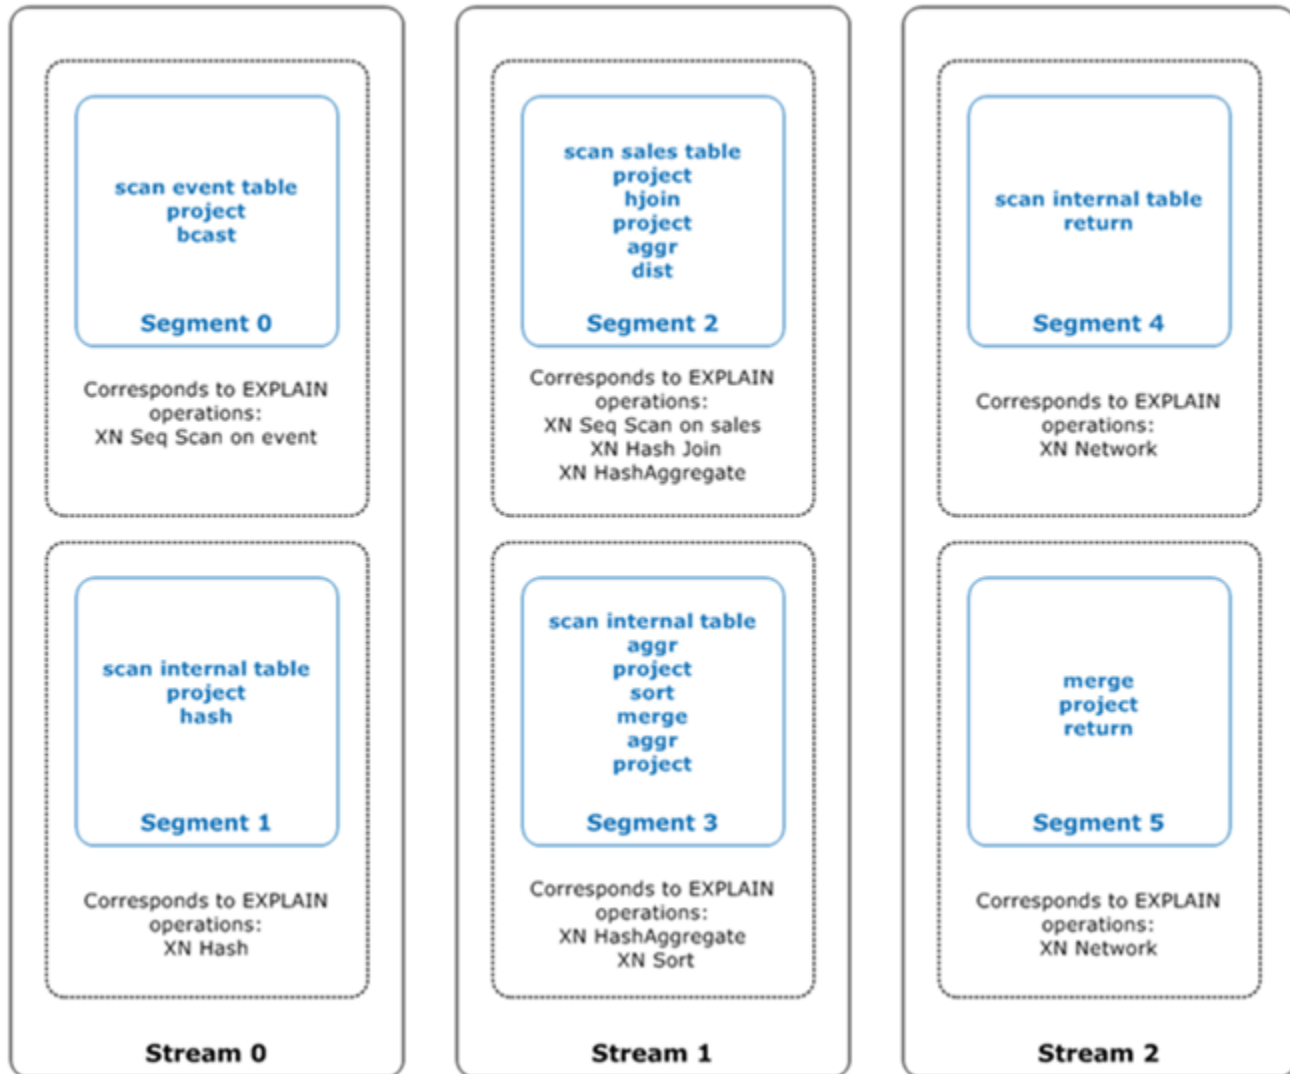 scan event table
project
bcast
Segment 0
Corresponds to EXPLAIN
operations:
XN Seq Scan on event
scan internal table
project
hash
Segment 1
Corresponds to EXPLAIN
operations:
XN Hash
Stream 0
scan sales table
project
hjoin
project
aggr
dist
Segment 2
Corresponds to EXPLAIN
operations:
XN Seq Scan on sales
XN Hash Join
XN HashAggregate
scan internal table
aggr
project
sort
merge
aggr
project
Segment 3
Corresponds to EXPLAIN
operations:
XN HashAggregate
XN Sort
Stream 1
scan internal table
return
Segment 4
Corresponds to EXPLAIN
operations:
XN Network
merge
project
return
Segment 5
Corresponds to EXPLAIN
operations:
XN Network
Stream 2